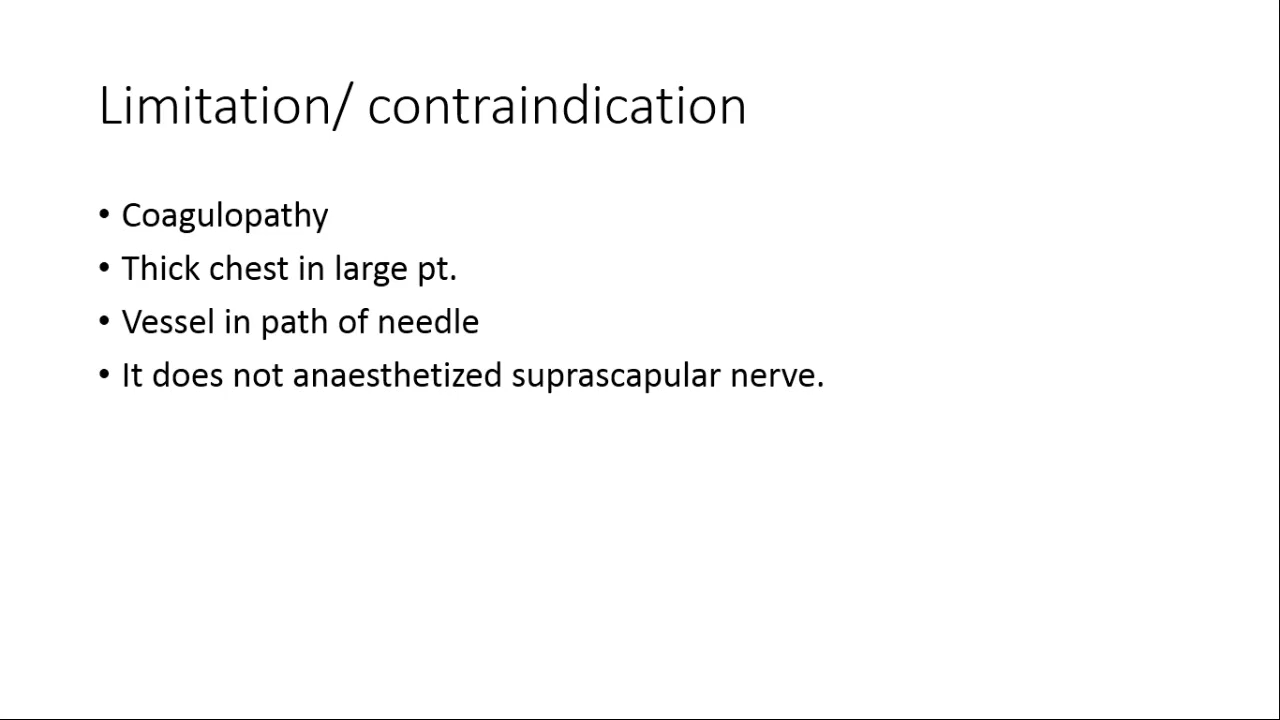 Limitation/ contraindication
• Coagulopathy
• Thick chest in large pt.
• Vessel in path of needle
• It does not anaesthetized suprascapular nerve.